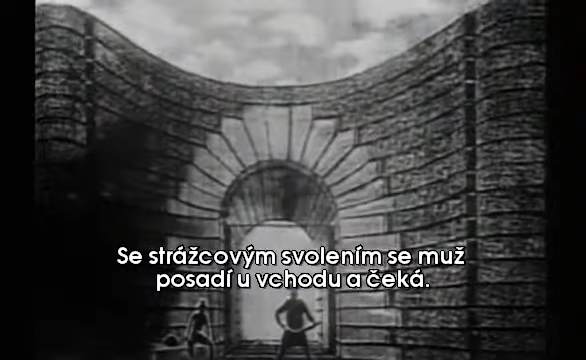 Se strážcovým svolením se muž
posadí u vchodu a čeká.